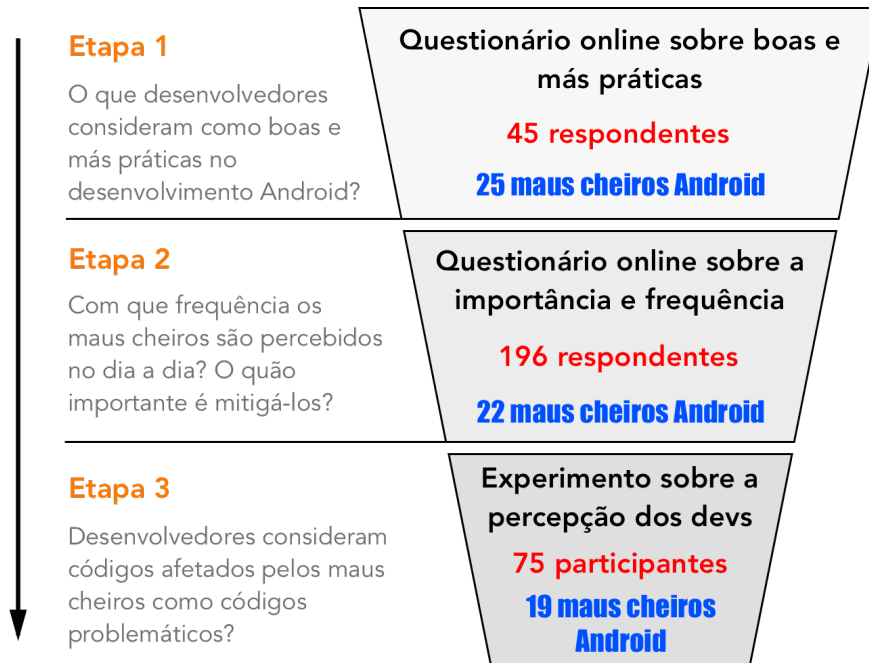 Etapa 1
O que desenvolvedores
consideram como boas e
más práticas no
desenvolvimento Android?
Questionário online sobre boas e
más práticas
45 respondentes
25 maus cheiros Android
Etapa 2
Com que frequência os
maus cheiros são percebidos
no dia a dia? O quão
importante é mitigá-los?
Questionário online sobre a
importância e frequência
196 respondentes
22 maus cheiros Android
Etapa 3
Desenvolvedores consideram
códigos afetados pelos maus
cheiros como códigos
problemáticos?
Experimento sobre a
percepção dos devs
75 participantes
19 maus cheiros
Android